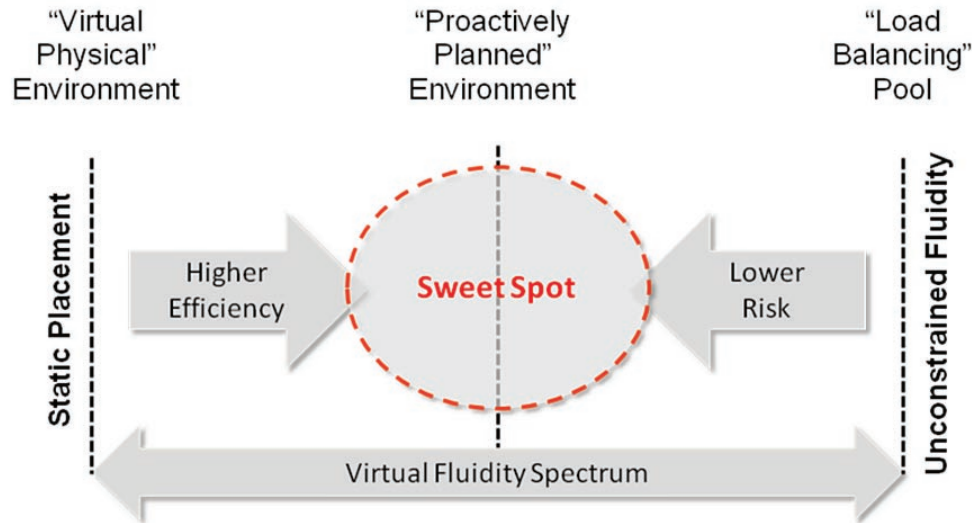 “Virtual
Physical”
Environment
“Proactively
Planned”
Environment
“Load
Balancing”
Pool
Static Placement
Higher
Efficiency
Sweet Spot
Lower
Risk
Unconstrained Fluidity
Virtual Fluidity Spectrum